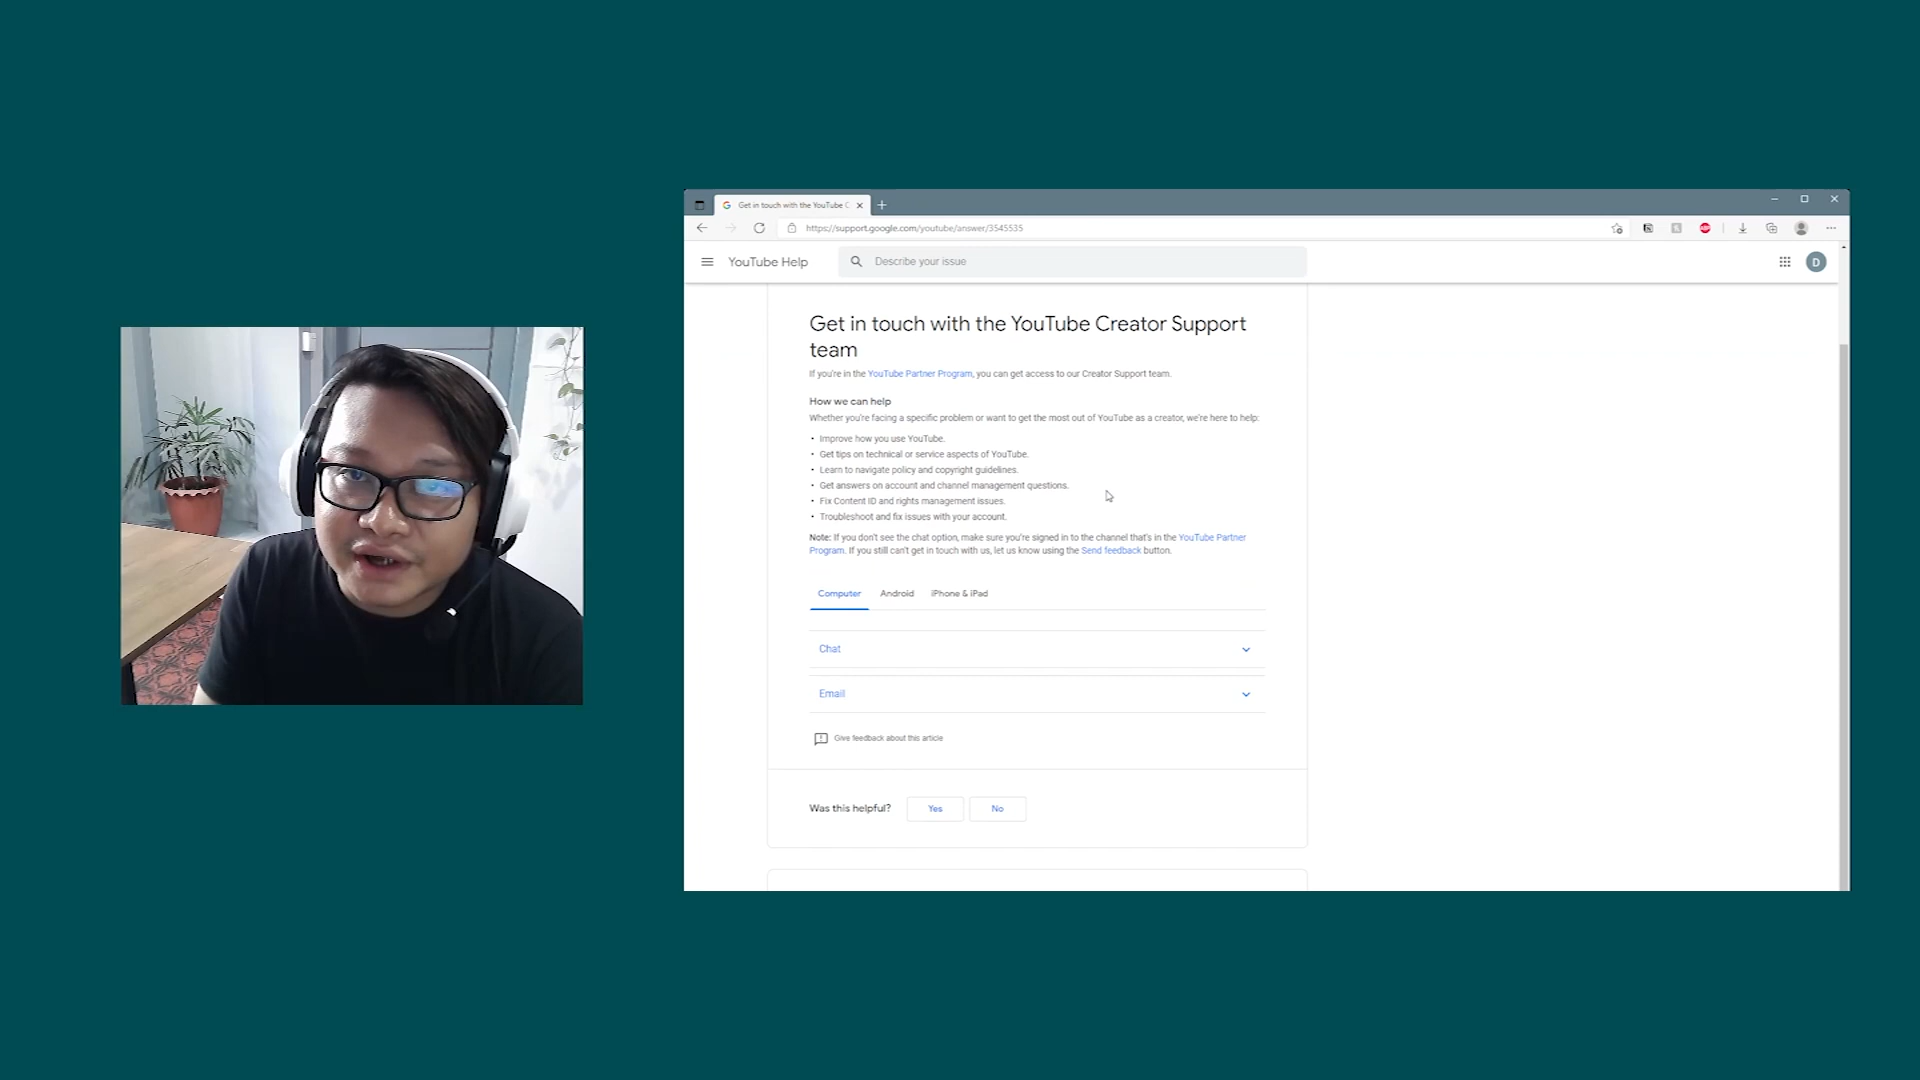 Get in touch with the YouTube C
https://support.google.com/youtube/answer/3545535
YouTube Help
Describe your issue
D
Get in touch with the YouTube Creator Support
team
If you're in the YouTube Partner Program, you can get access to our Creator Support team.
How we can help
Whether you're facing a specific problem or want to get the most out of YouTube as a creator, we're here to help:
• Improve how you use YouTube.
• Get tips on technical or service aspects of YouTube.
• Learn to navigate policy and copyright guidelines.
• Get answers on account and channel management questions.
• Fix Content ID and rights management issues.
• Troubleshoot and fix issues with your account.
Note: If you don't see the chat option, make sure you're signed in to the channel that's in the YouTube Partner
Program. If you still can't get in touch with us, let us know using the Send feedback button.
Computer Android iPhone & iPad
Chat
Email
Give feedback about this article
Was this helpful? Yes No